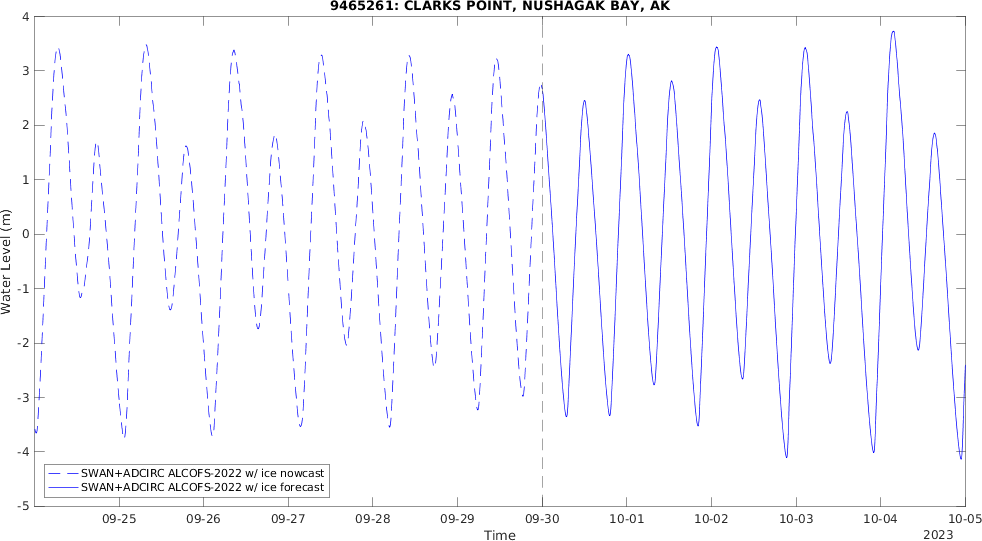 9465261: CLARKS POINT, NUSHAGAK BAY, AK
Water Level (m)
4
3
2
1
0
-1
-2
-3
-4
-5
SWAN+ADCIRC ALCOFS-2022 w/ ice nowcast
SWAN+ADCIRC ALCOFS-2022 w/ ice forecast
09-25 09-26 09-27 09-28 09-29 09-30 10-01 10-02 10-03 10-04 10-05
Time
2023